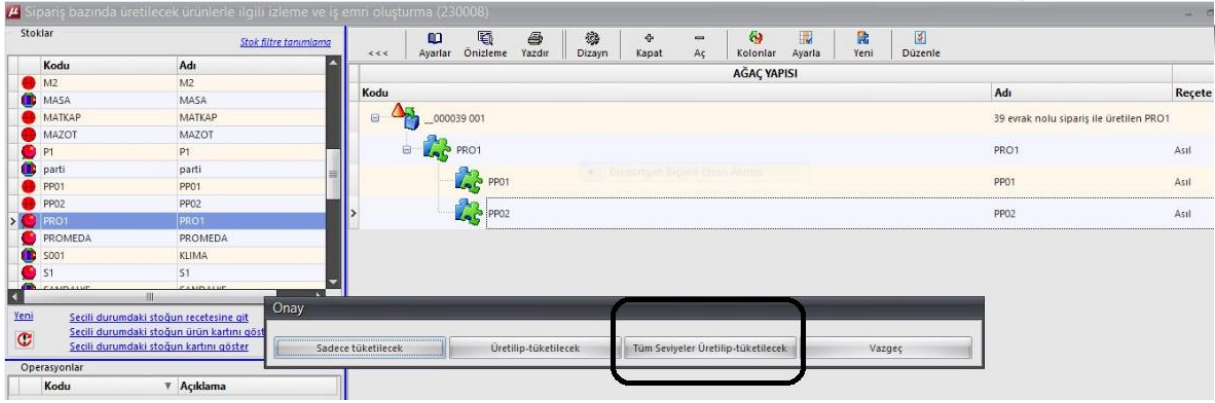 Sipariş bazında üretilecek ürünlerle ilgili izleme ve iş emri oluşturma (230008)
Stoklar
Stok filtre tanımlama
Kodu Adı
M2 M2
MASA MASA
MATKAP MATKAP
MAZOT MAZOT
P1 P1
parti parti
PP01 PP01
PP02 PP02
PRO1 PRO1
PROMEDA PROMEDA
S001 KLIMA
S1 S1
Yeni
Secili durumdaki stoğun recetesine git
Secili durumdaki stoğun ürün kartını göst
Secili durumdaki stoğun kartını göster
Operasyonlar
Kodu Açıklama
<<< Ayarlar Önizleme Yazdır Dizayn Kapat Aç Kolonlar Ayarla Yeni Düzenle
AĞAÇ YAPISI
Kodu Adı Reçete
__000039 001 39 evrak nolu sipariş ile üretilen PRO1
PRO1 PRO1 Asıl
PP01 PP01 Asıl
PP02 PP02 Asıl
Onay
Sadece tüketilecek Üretilip-tüketilecek Tüm Seviyeler Üretilip-tüketilecek Vazgeç